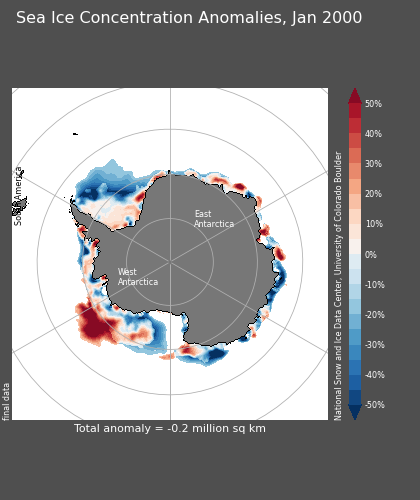 Sea Ice Concentration Anomalies, Jan 2000
South America
East
Antarctica
West
Antarctica
50%
40%
30%
20%
10%
0%
-10%
-20%
-30%
-40%
-50%
National Snow and Ice Data Center, University of Colorado Boulder
final data
Total anomaly = -0.2 million sq km